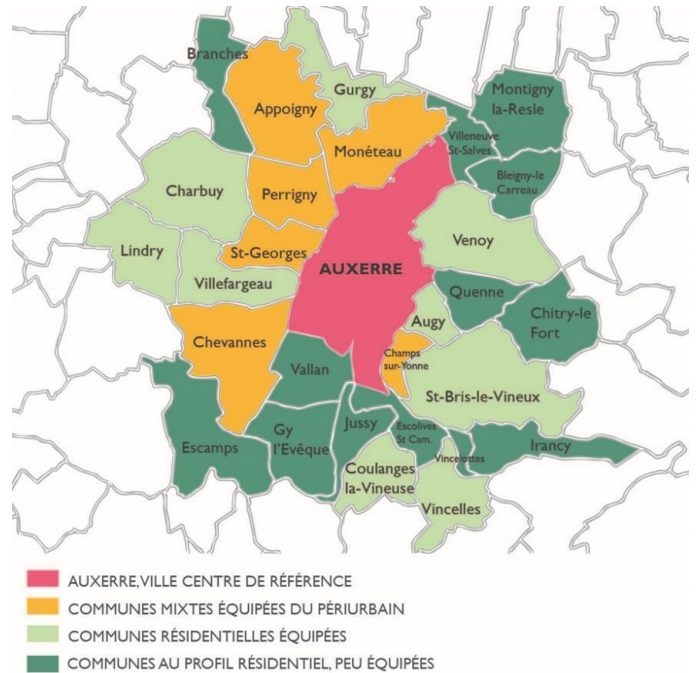 Branches
Gurgy
Appoigny
Montigny
la-Resle
Villeneuve
St-Salves
Monéteau
Bleigny-le
Carreau
Charbuy
Perrigny
Venoy
Lindry
St-Georges
AUXERRE
Villefargeau
Quenne
Augy
Chitry-le
Fort
Chevannes
Champs
sur-Yonne
Vallan
St-Bris-le-Vineux
Escamps
Gy
l'Evêque
Jussy
Escolives
St Cam.
Irancy
Vincelottes
Coulanges
la-Vineuse
Vincelles
AUXERRE, VILLE CENTRE DE RÉFÉRENCE
COMMUNES MIXTES ÉQUIPÉES DU PÉRIURBAIN
COMMUNES RÉSIDENTIELLES ÉQUIPÉES
COMMUNES AU PROFIL RÉSIDENTIEL, PEU ÉQUIPÉES